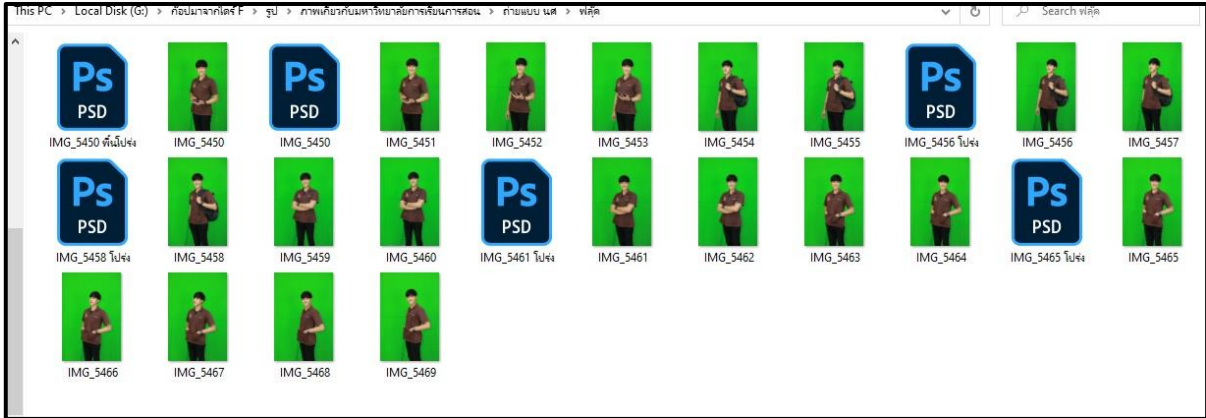 This PC > Local Disk (G:) > ก๊อปมาจากไดร์ F > รูป > ภาพเกี่ยวกับมหาวิทยาลัยการเรียนการสอน > ถ่ายแบบ นศ > ฟลุ๊ค
Search ฟลุ๊ค
Ps Ps Ps
PSD PSD PSD
IMG_5450 พื้นโปร่ง IMG_5450 IMG_5450 IMG_5451 IMG_5452 IMG_5453 IMG_5454 IMG_5455 IMG_5456 โปร่ง IMG_5456 IMG_5457
Ps Ps Ps
PSD PSD PSD
IMG_5458 โปร่ง IMG_5458 IMG_5459 IMG_5460 IMG_5461 โปร่ง IMG_5461 IMG_5462 IMG_5463 IMG_5464 IMG_5465 โปร่ง IMG_5465
IMG_5466 IMG_5467 IMG_5468 IMG_5469